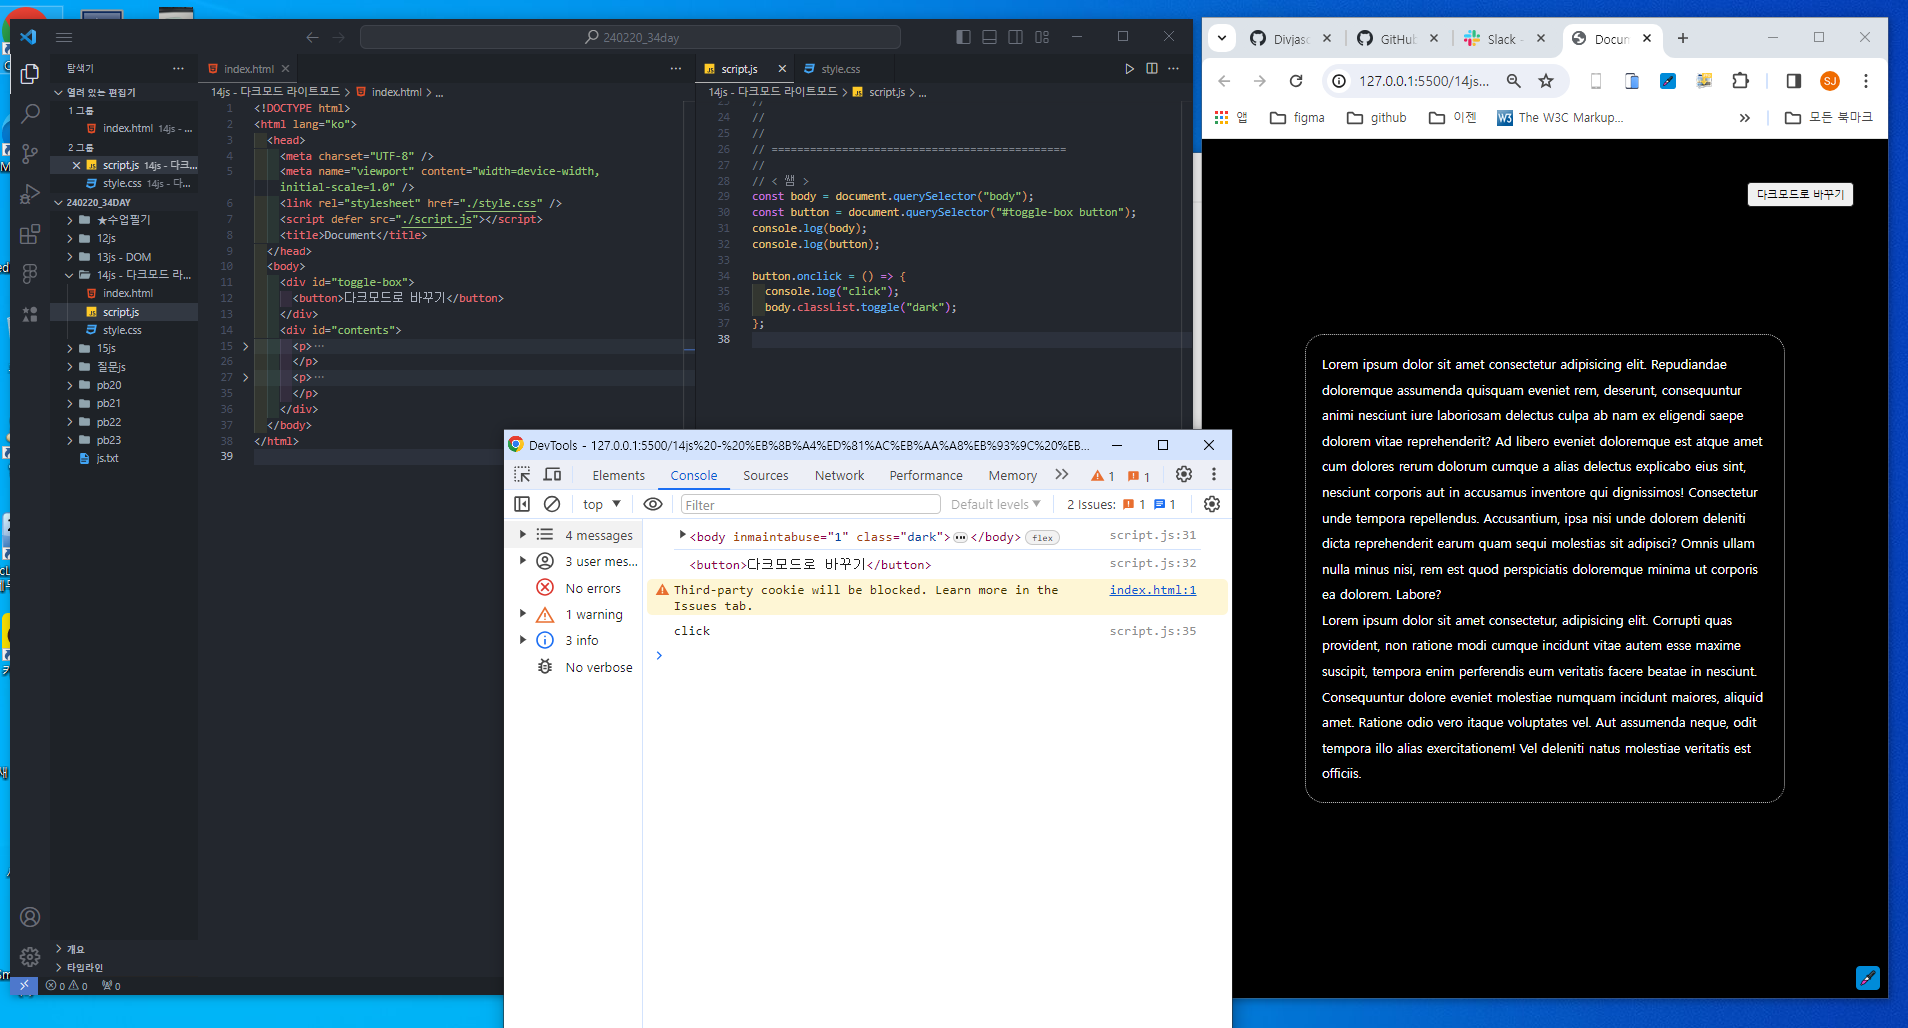 240220_34day
탐색기
열려 있는 편집기
1 그룹
index.html 14js - ...
2 그룹
script.js 14js - 다크...
style.css 14js - 다...
240220_34DAY
★수업필기
12js
13js - DOM
14js - 다크모드 라...
index.html
script.js
style.css
15js
질문js
pb20
pb21
pb22
pb23
js.txt
개요
타임라인
0 0 0
index.html
14js - 다크모드 라이트모드 > index.html > ...
1 <!DOCTYPE html>
2 <html lang="ko">
3 <head>
4 <meta charset="UTF-8" />
5 <meta name="viewport" content="width=device-width,
initial-scale=1.0" />
6 <link rel="stylesheet" href="./style.css" />
7 <script defer src="./script.js"></script>
8 <title>Document</title>
9 </head>
10 <body>
11 <div id="toggle-box">
12 <button>다크모드로 바꾸기</button>
13 </div>
14 <div id="contents">
15 <p>...
26 </p>
27 <p>...
35 </p>
36 </div>
37 </body>
38 </html>
39
script.js style.css
14js - 다크모드 라이트모드 > script.js > ...
23 //
24 //
25 //
26 // ==============================================
27 //
28 // < 쌤 >
29 const body = document.querySelector("body");
30 const button = document.querySelector("#toggle-box button");
31 console.log(body);
32 console.log(button);
33
34 button.onclick = () => {
35 console.log("click");
36 body.classList.toggle("dark");
37 };
38
DevTools - 127.0.0.1:5500/14js%20-%20%EB%8B%A4%ED%81%AC%EB%AA%A8%EB%93%9C%20%EB...
Elements Console Sources Network Performance Memory 1 1
top Filter Default levels 2 Issues: 1 1
4 messages
3 user mes...
No errors
1 warning
3 info
No verbose
<body inmaintabuse="1" class="dark">...</body> flex script.js:31
<button>다크모드로 바꾸기</button> script.js:32
Third-party cookie will be blocked. Learn more in the index.html:1
Issues tab.
click script.js:35
Divjasc GitHub Slack - Docum
127.0.0.1:5500/14js...
SJ
앱 figma github 이젠 The W3C Markup... 모든 북마크
다크모드로 바꾸기
Lorem ipsum dolor sit amet consectetur adipisicing elit. Repudiandae
doloremque assumenda quisquam eveniet rem, deserunt, consequuntur
animi nesciunt iure laboriosam delectus culpa ab nam ex eligendi saepe
dolorem vitae reprehenderit? Ad libero eveniet doloremque est atque amet
cum dolores rerum dolorum cumque a alias delectus explicabo eius sint,
nesciunt corporis aut in accusamus inventore qui dignissimos! Consectetur
unde tempora repellendus. Accusantium, ipsa nisi unde dolorem deleniti
dicta reprehenderit earum quam sequi molestias sit adipisci? Omnis ullam
nulla minus nisi, rem est quod perspiciatis doloremque minima ut corporis
ea dolorem. Labore?
Lorem ipsum dolor sit amet consectetur, adipisicing elit. Corrupti quas
provident, non ratione modi cumque incidunt vitae autem esse maxime
suscipit, tempora enim perferendis eum veritatis facere beatae in nesciunt.
Consequuntur dolore eveniet molestiae numquam incidunt maiores, aliquid
amet. Ratione odio vero itaque voluptates vel. Aut assumenda neque, odit
tempora illo alias exercitationem! Vel deleniti natus molestiae veritatis est
officiis.